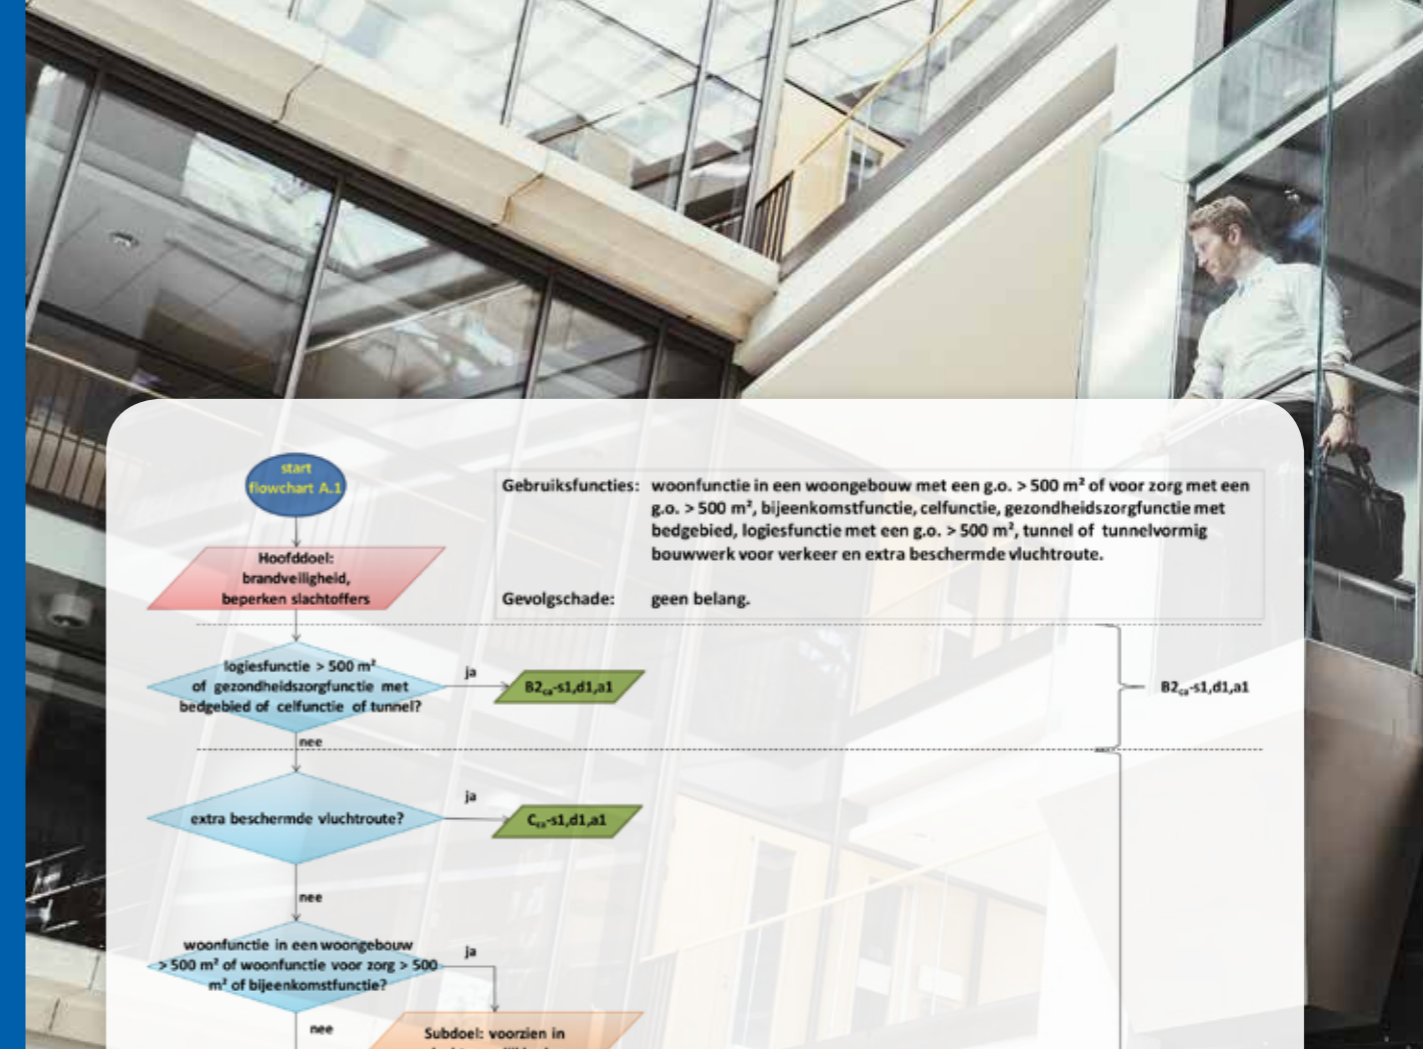 start
flowchart A.1
Gebruiksfuncties: woonfunctie in een woongebouw met een g.o. > 500 m² of voor zorg met een
g.o. > 500 m², bijeenkomstfunctie, celfunctie, gezondheidszorgfunctie met
bedgebied, logiesfunctie met een g.o. > 500 m², tunnel of tunnelvormig
bouwwerk voor verkeer en extra beschermde vluchtroute.
Gevolgschade: geen belang.
Hoofddoel:
brandveiligheid,
beperken slachtoffers
logiesfunctie > 500 m²
of gezondheidszorgfunctie met
bedgebied of celfunctie of tunnel?
ja
B2ca-s1,d1,a1
B2ca-s1,d1,a1
nee
extra beschermde vluchtroute?
ja
Cca-s1,d1,a1
nee
woonfunctie in een woongebouw
> 500 m² of woonfunctie voor zorg > 500
m² of bijeenkomstfunctie?
ja
nee
Subdoel: voorzien in